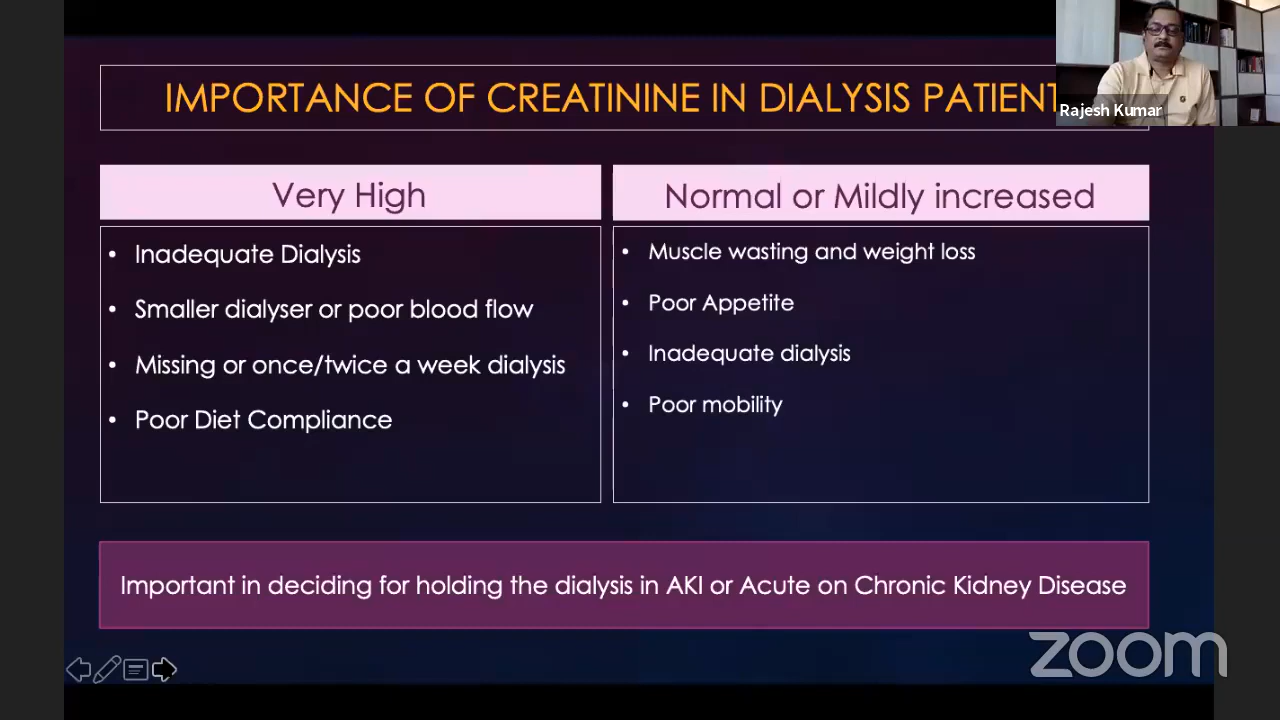 IMPORTANCE OF CREATININE IN DIALYSIS PATIENT
Rajesh Kumar
Very High
• Inadequate Dialysis
• Smaller dialyser or poor blood flow
• Missing or once/twice a week dialysis
• Poor Diet Compliance
Normal or Mildly increased
• Muscle wasting and weight loss
• Poor Appetite
• Inadequate dialysis
• Poor mobility
Important in deciding for holding the dialysis in AKI or Acute on Chronic Kidney Disease
zoom